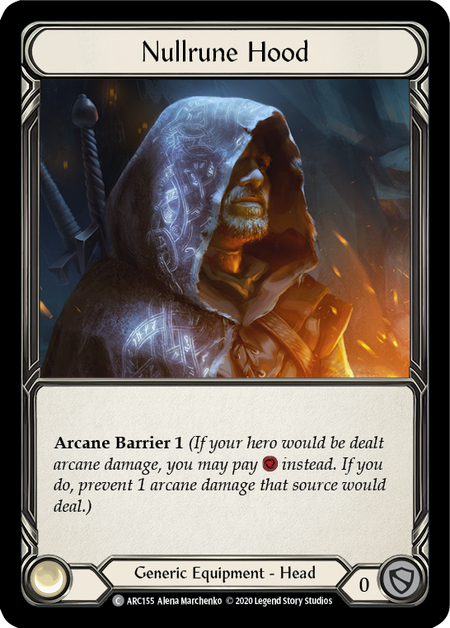 Nullrune Hood
Arcane Barrier 1 (If your hero would be dealt
arcane damage, you may pay instead. If you
do, prevent 1 arcane damage that source would
deal.)
Generic Equipment - Head
0
C ARC155 Alena Marchenko © 2020 Legend Story Studios